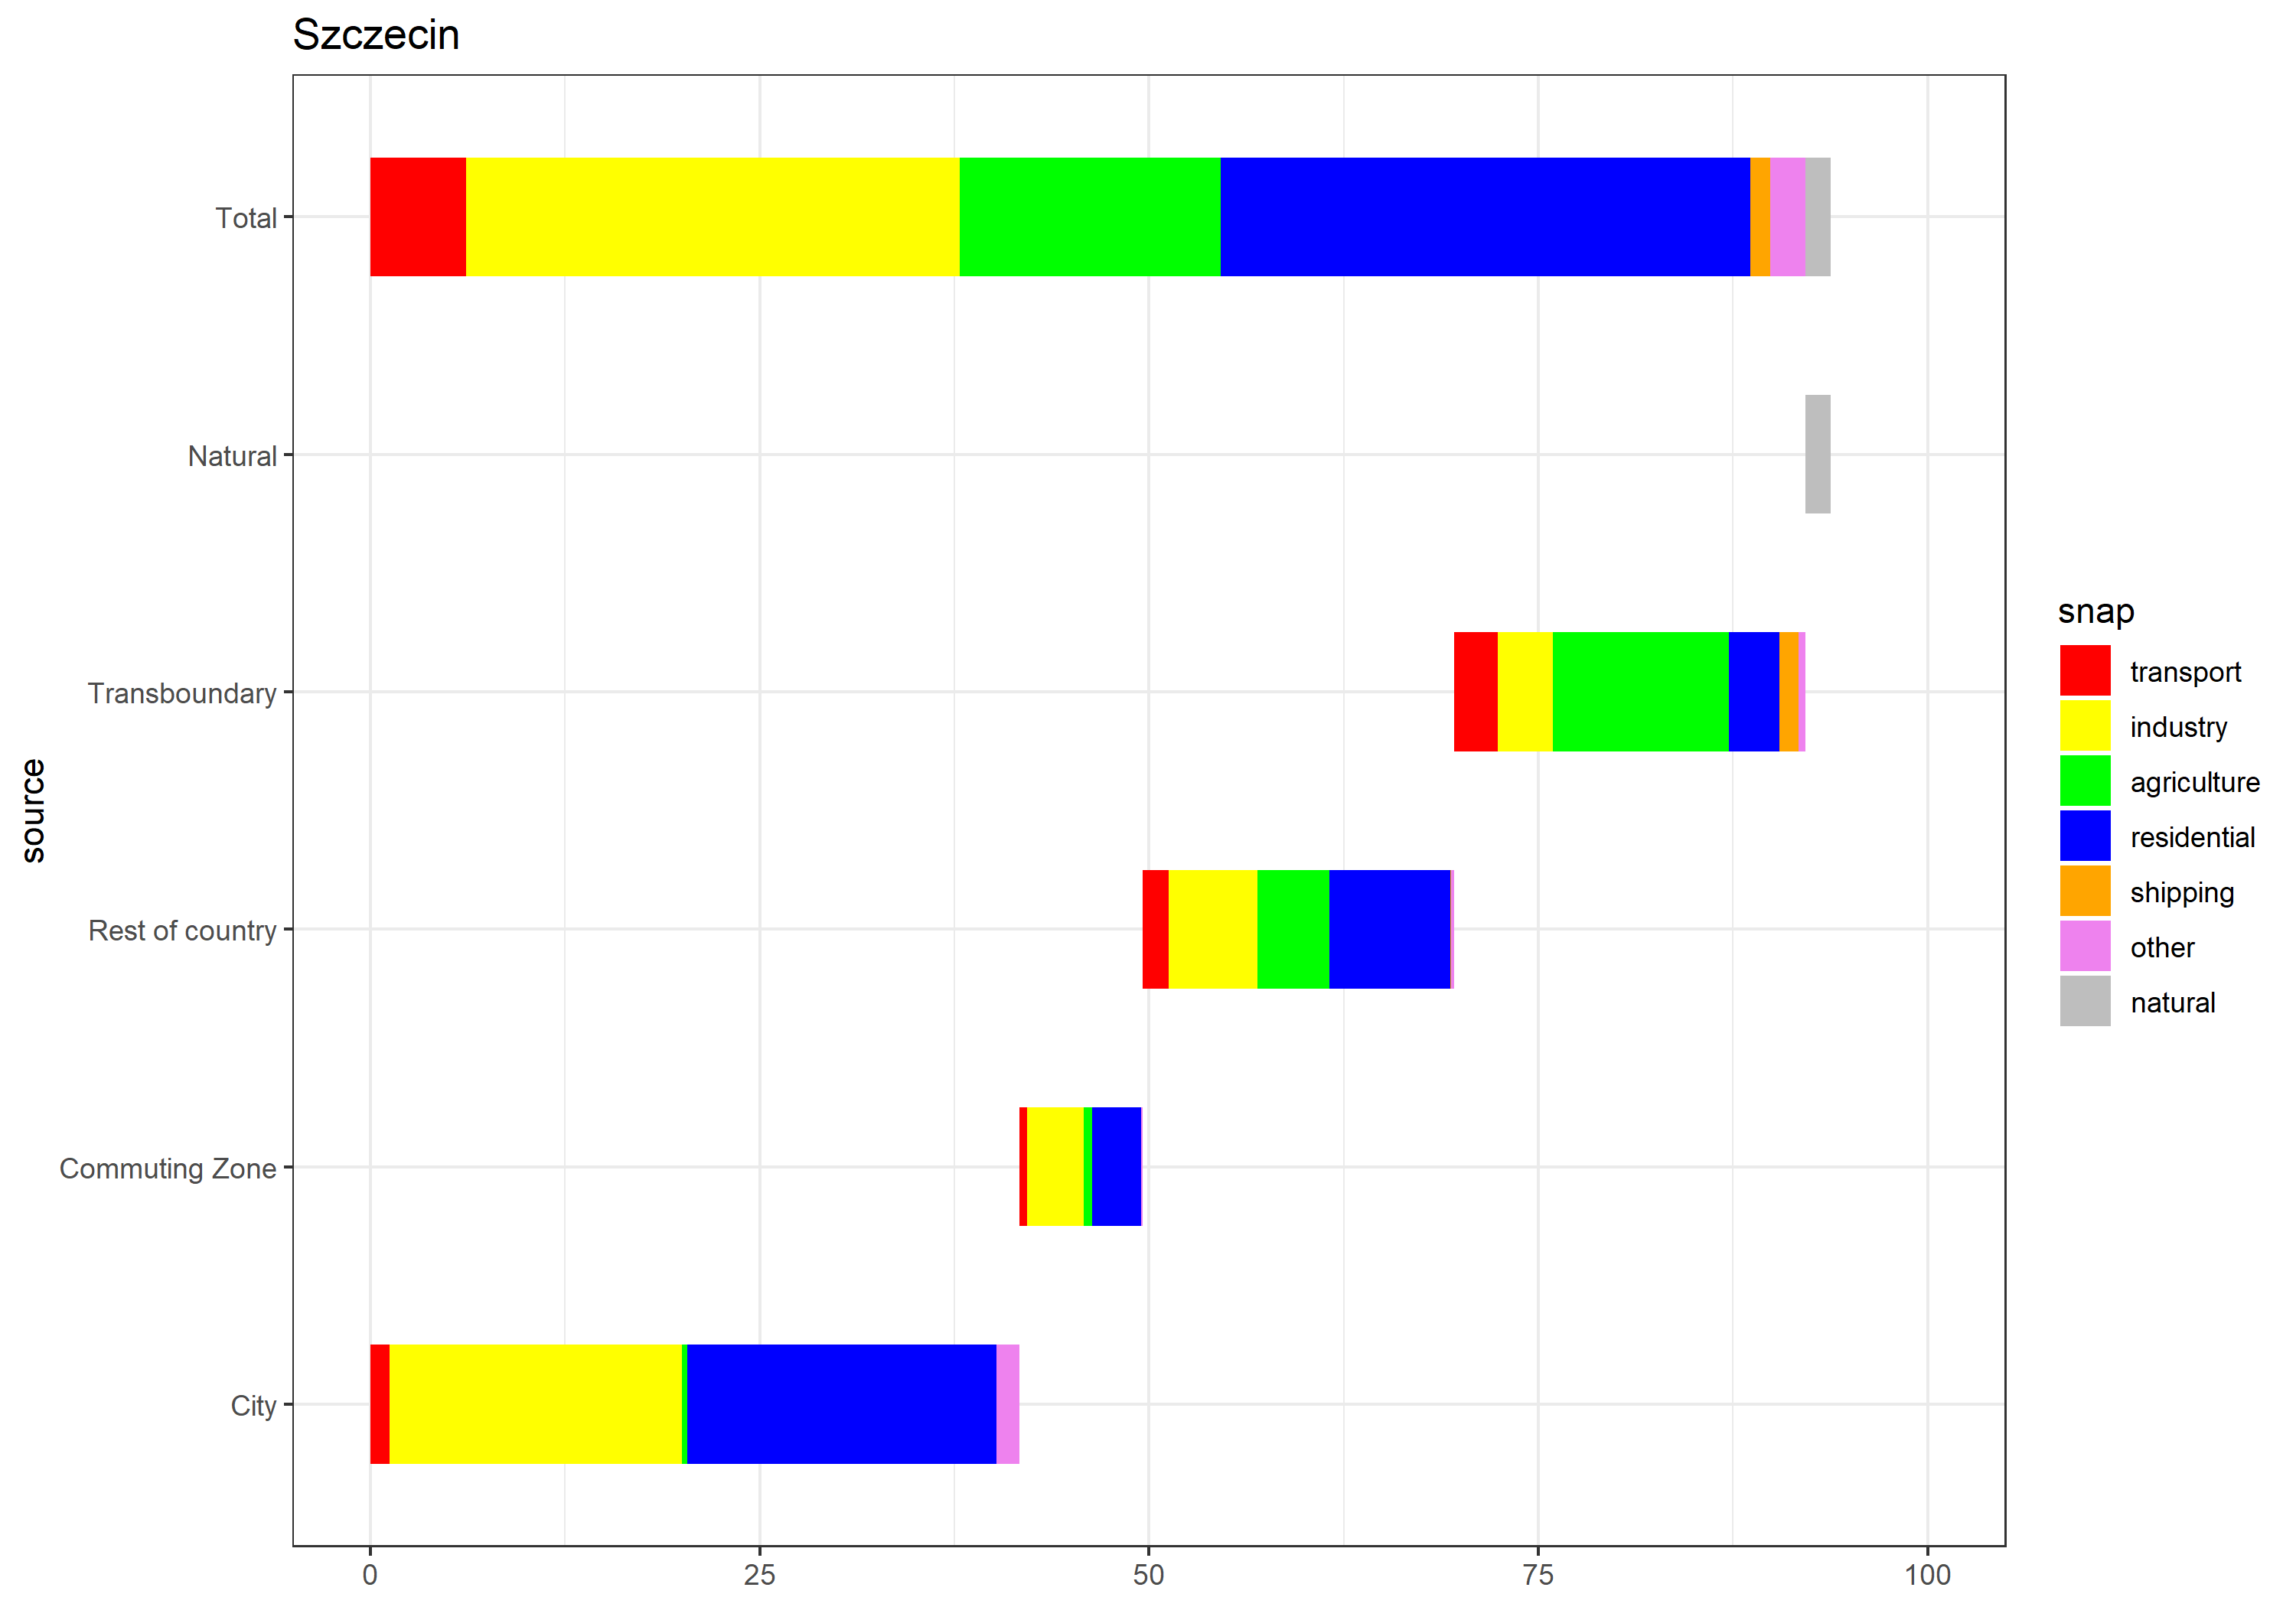 Szczecin
Total
Natural
Transboundary
Rest of country
Commuting Zone
City
source
0 25 50 75 100
snap
transport
industry
agriculture
residential
shipping
other
natural